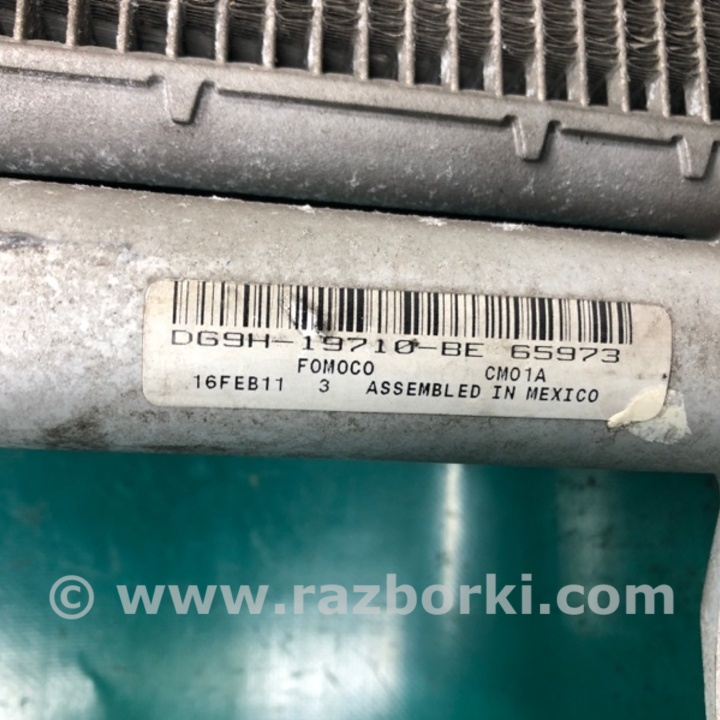 DG9H-19710-BE 65973
FOMOCO CM01A
16FEB11 3 ASSEMBLED IN MEXICO
© www.razborki.com